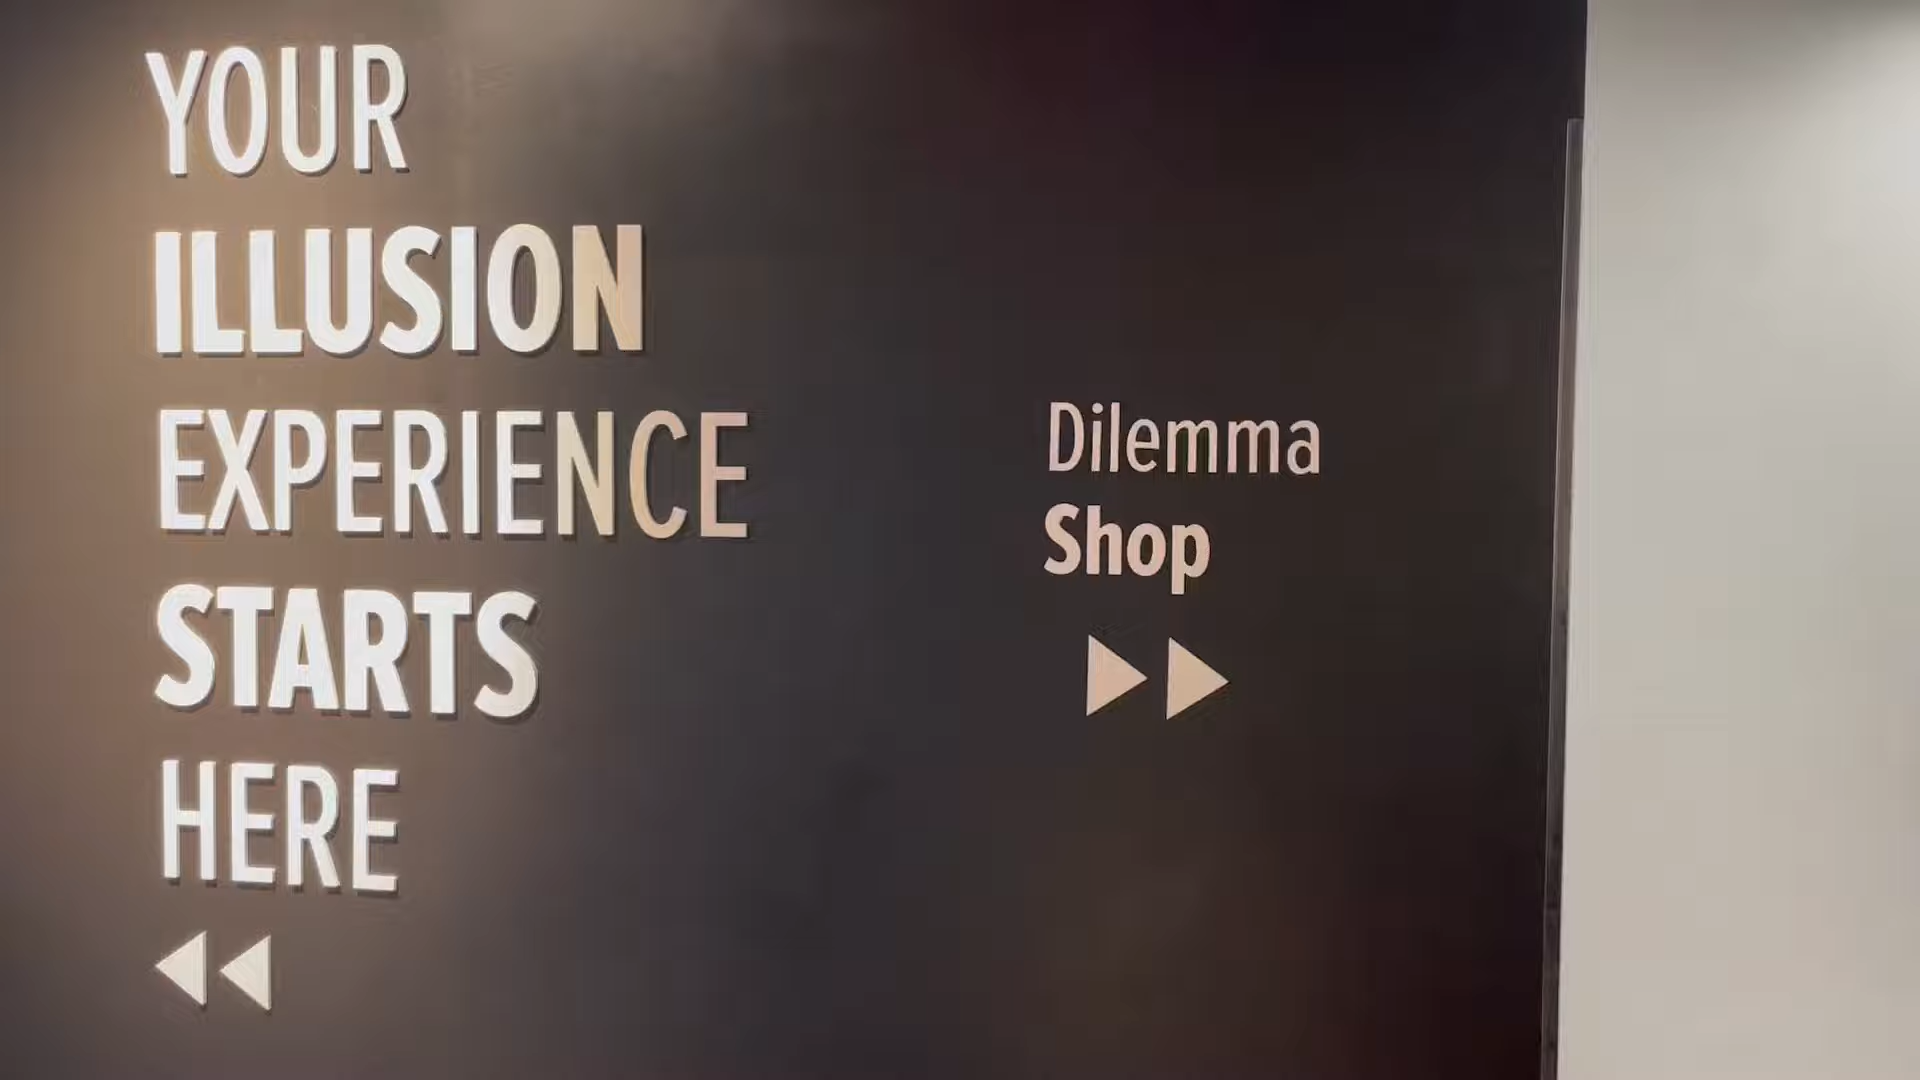 YOUR
ILLUSION
EXPERIENCE
STARTS
HERE
Dilemma
Shop